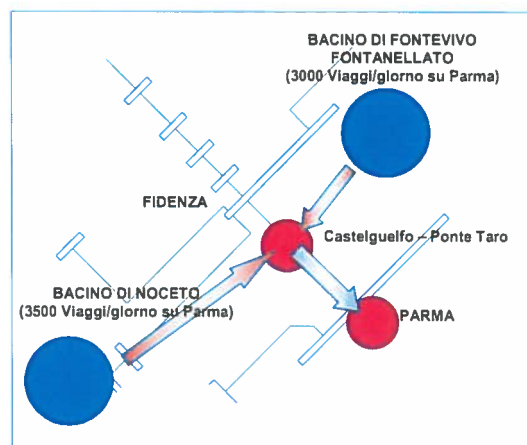 BACINO DI FONTEVIVO
FONTANELLATO
(3000 Viaggi/giorno su Parma)
FIDENZA
Castelguelfo – Ponte Taro
BACINO DI NOCETO
(3500 Viaggi/giorno su Parma)
PARMA